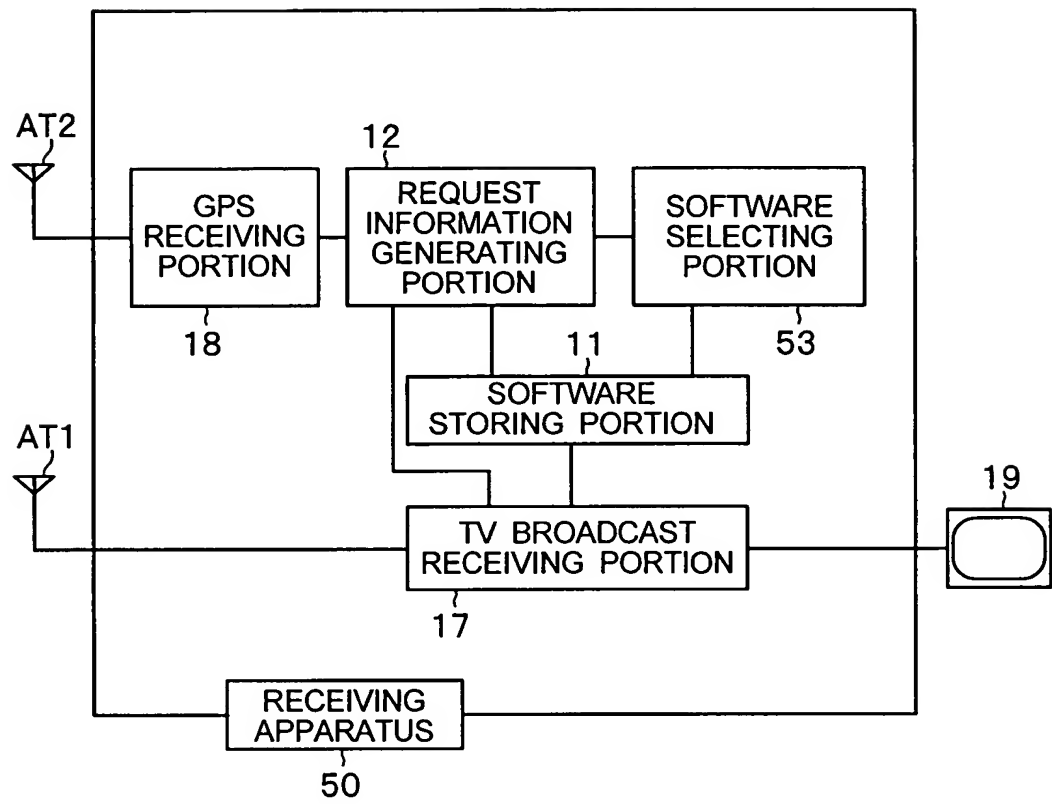 AT2
12
GPS
RECEIVING
PORTION
REQUEST
INFORMATION
GENERATING
PORTION
SOFTWARE
SELECTING
PORTION
18
11
53
SOFTWARE
STORING PORTION
AT1
19
TV BROADCAST
RECEIVING PORTION
17
RECEIVING
APPARATUS
50